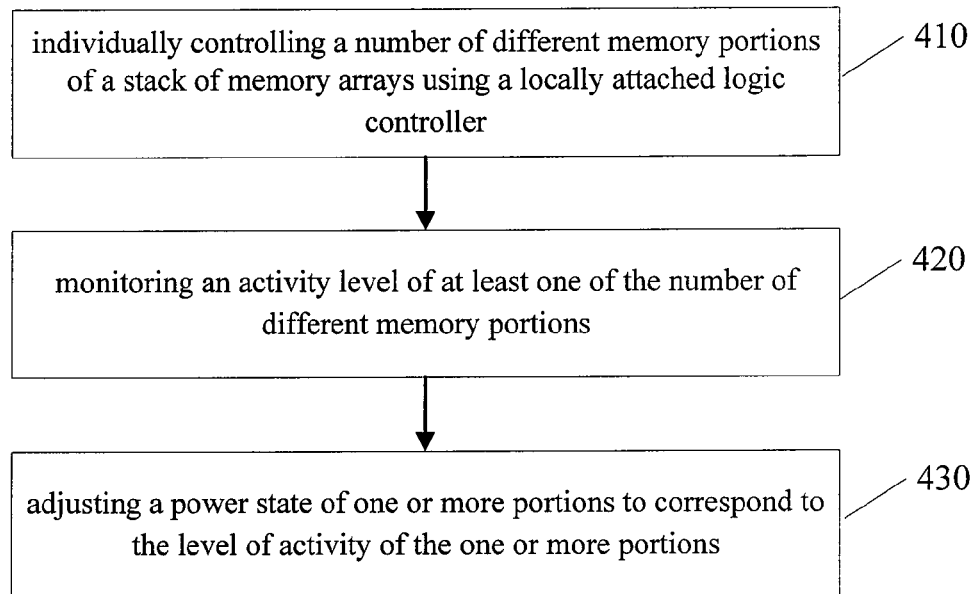 individually controlling a number of different memory portions
of a stack of memory arrays using a locally attached logic
controller
410
monitoring an activity level of at least one of the number of
different memory portions
420
adjusting a power state of one or more portions to correspond to
the level of activity of the one or more portions
430